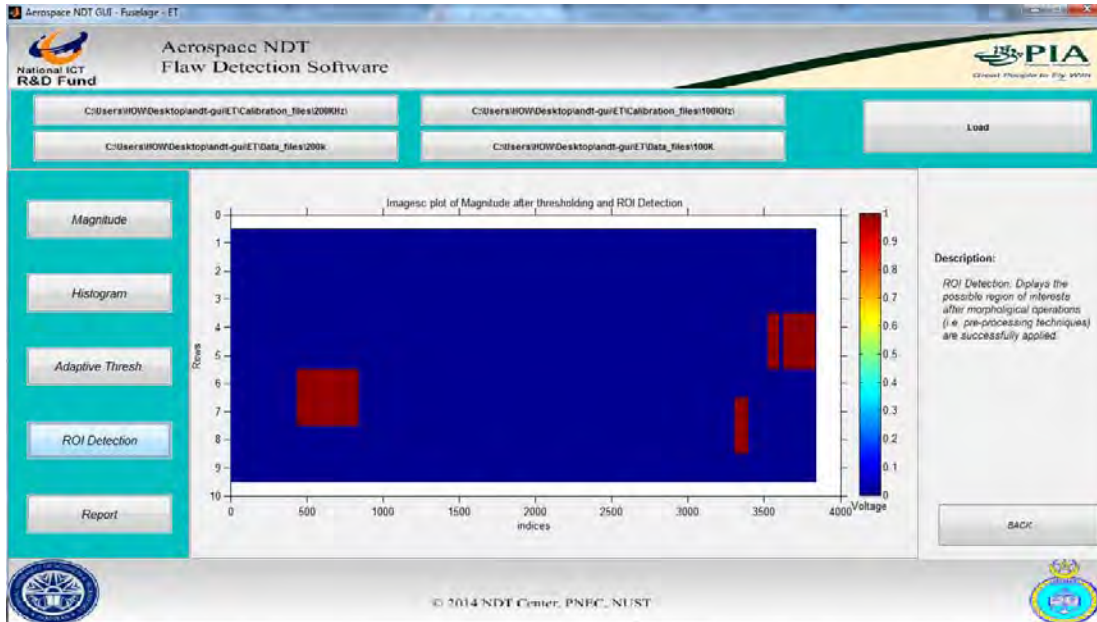 Aerospace NDT GUI - Fuselage - ET
National ICT
R&D Fund
Aerospace NDT
Flaw Detection Software
PIA
Great People to Fly With
C:\Users\HOW\Desktop\andt-gui\ET\Calibration_files\200KHz\
C:\Users\HOW\Desktop\andt-gui\ET\Calibration_files\100KHz\
Load
C:\Users\HOW\Desktop\andt-gui\ET\Data_files\200k
C:\Users\HOW\Desktop\andt-gui\ET\Data_files\100K
Magnitude
Histogram
Adaptive Thresh
ROI Detection
Report
Imagesc plot of Magnitude after thresholding and ROI Detection
0
1
2
3
4
5
6
7
8
9
10
Rows
0 500 1000 1500 2000 2500 3000 3500 4000
indices
1
0.9
0.8
0.7
0.6
0.5
0.4
0.3
0.2
0.1
0
Voltage
Description:
ROI Detection: Diplays the
possible region of interests
after morpholigical operations
(i.e. pre-processing techniques)
are successfully applied.
BACK
© 2014 NDT Center, PNEC, NUST